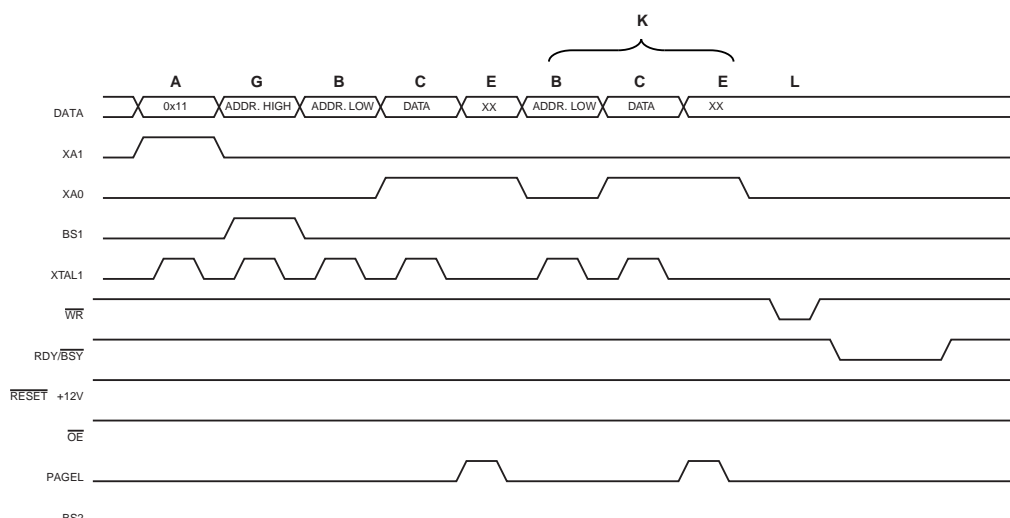 K
A G B C E B C E L
DATA 0x11 ADDR. HIGH ADDR. LOW DATA XX ADDR. LOW DATA XX
XA1
XA0
BS1
XTAL1
WR
RDY/BSY
RESET +12V
OE
PAGEL
BS2